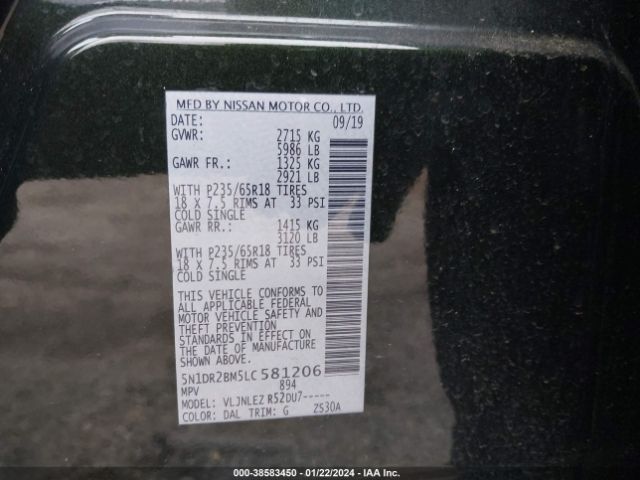 MFD BY NISSAN MOTOR CO., LTD.
DATE: 09/19
GVWR: 2715 KG
5986 LB
GAWR FR.: 1325 KG
2921 LB
WITH P235/65R18 TIRES
18 X 7.5 RIMS AT 33 PSI
COLD SINGLE
GAWR RR.: 1415 KG
3120 LB
WITH P235/65R18 TIRES
18 X 7.5 RIMS AT 33 PSI
COLD SINGLE
THIS VEHICLE CONFORMS TO
ALL APPLICABLE FEDERAL
MOTOR VEHICLE SAFETY AND
THEFT PREVENTION
STANDARDS IN EFFECT ON
THE DATE OF MANUFACTURE
SHOWN ABOVE.
5N1DR2BM5LC581206
MPV 894
MODEL: VLJNLEZ R52DU7-----
COLOR: DAL TRIM: G ZS30A
000-38583450 - 01/22/2024 - IAA Inc.